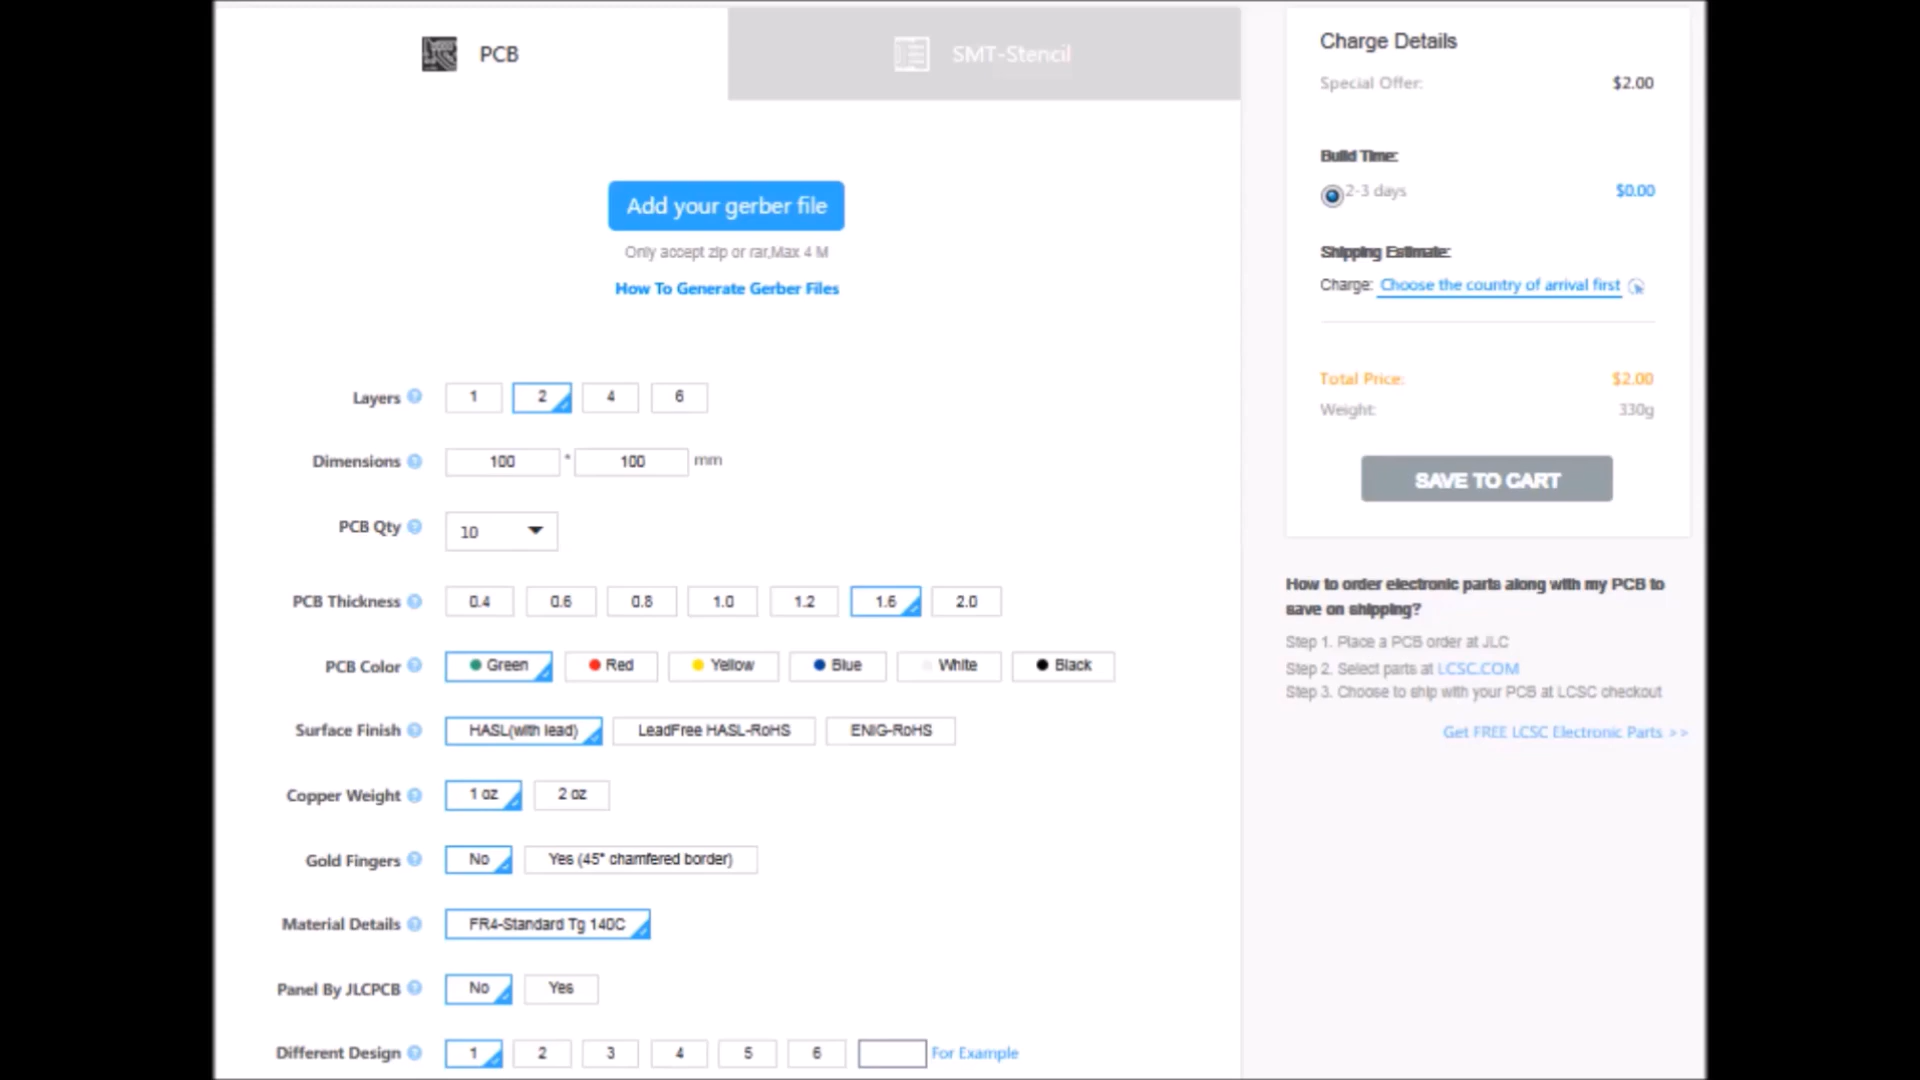 PCB
SMT-Stencil
Add your gerber file
Only accept zip or rar,Max 4 M
How To Generate Gerber Files
Layers 1 2 4 6
Dimensions 100 * 100 mm
PCB Qty 10
PCB Thickness 0.4 0.6 0.8 1.0 1.2 1.6 2.0
PCB Color Green Red Yellow Blue White Black
Surface Finish HASL(with lead) LeadFree HASL-RoHS ENIG-RoHS
Copper Weight 1 oz 2 oz
Gold Fingers No Yes (45° chamfered border)
Material Details FR4-Standard Tg 140C
Panel By JLCPCB No Yes
Different Design 1 2 3 4 5 6 For Example
Charge Details
Special Offer: $2.00
Build Time:
2-3 days $0.00
Shipping Estimate:
Charge: Choose the country of arrival first
Total Price: $2.00
Weight: 330g
SAVE TO CART
How to order electronic parts along with my PCB to
save on shipping?
Step 1. Place a PCB order at JLC
Step 2. Select parts at LCSC.COM
Step 3. Choose to ship with your PCB at LCSC checkout
Get FREE LCSC Electronic Parts >>